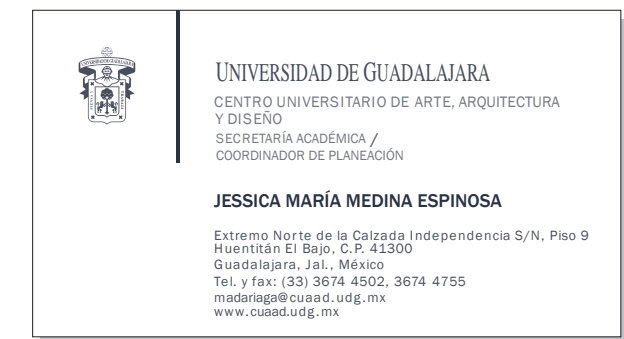 UNIVERSIDAD DE GUADALAJARA
CENTRO UNIVERSITARIO DE ARTE, ARQUITECTURA
Y DISEÑO
SECRETARÍA ACADÉMICA /
COORDINADOR DE PLANEACIÓN
JESSICA MARÍA MEDINA ESPINOSA
Extremo Norte de la Calzada Independencia S/N, Piso 9
Huentitán El Bajo, C.P. 41300
Guadalajara, Jal., México
Tel. y fax: (33) 3674 4502, 3674 4755
madariaga@cuaad.udg.mx
www.cuaad.udg.mx